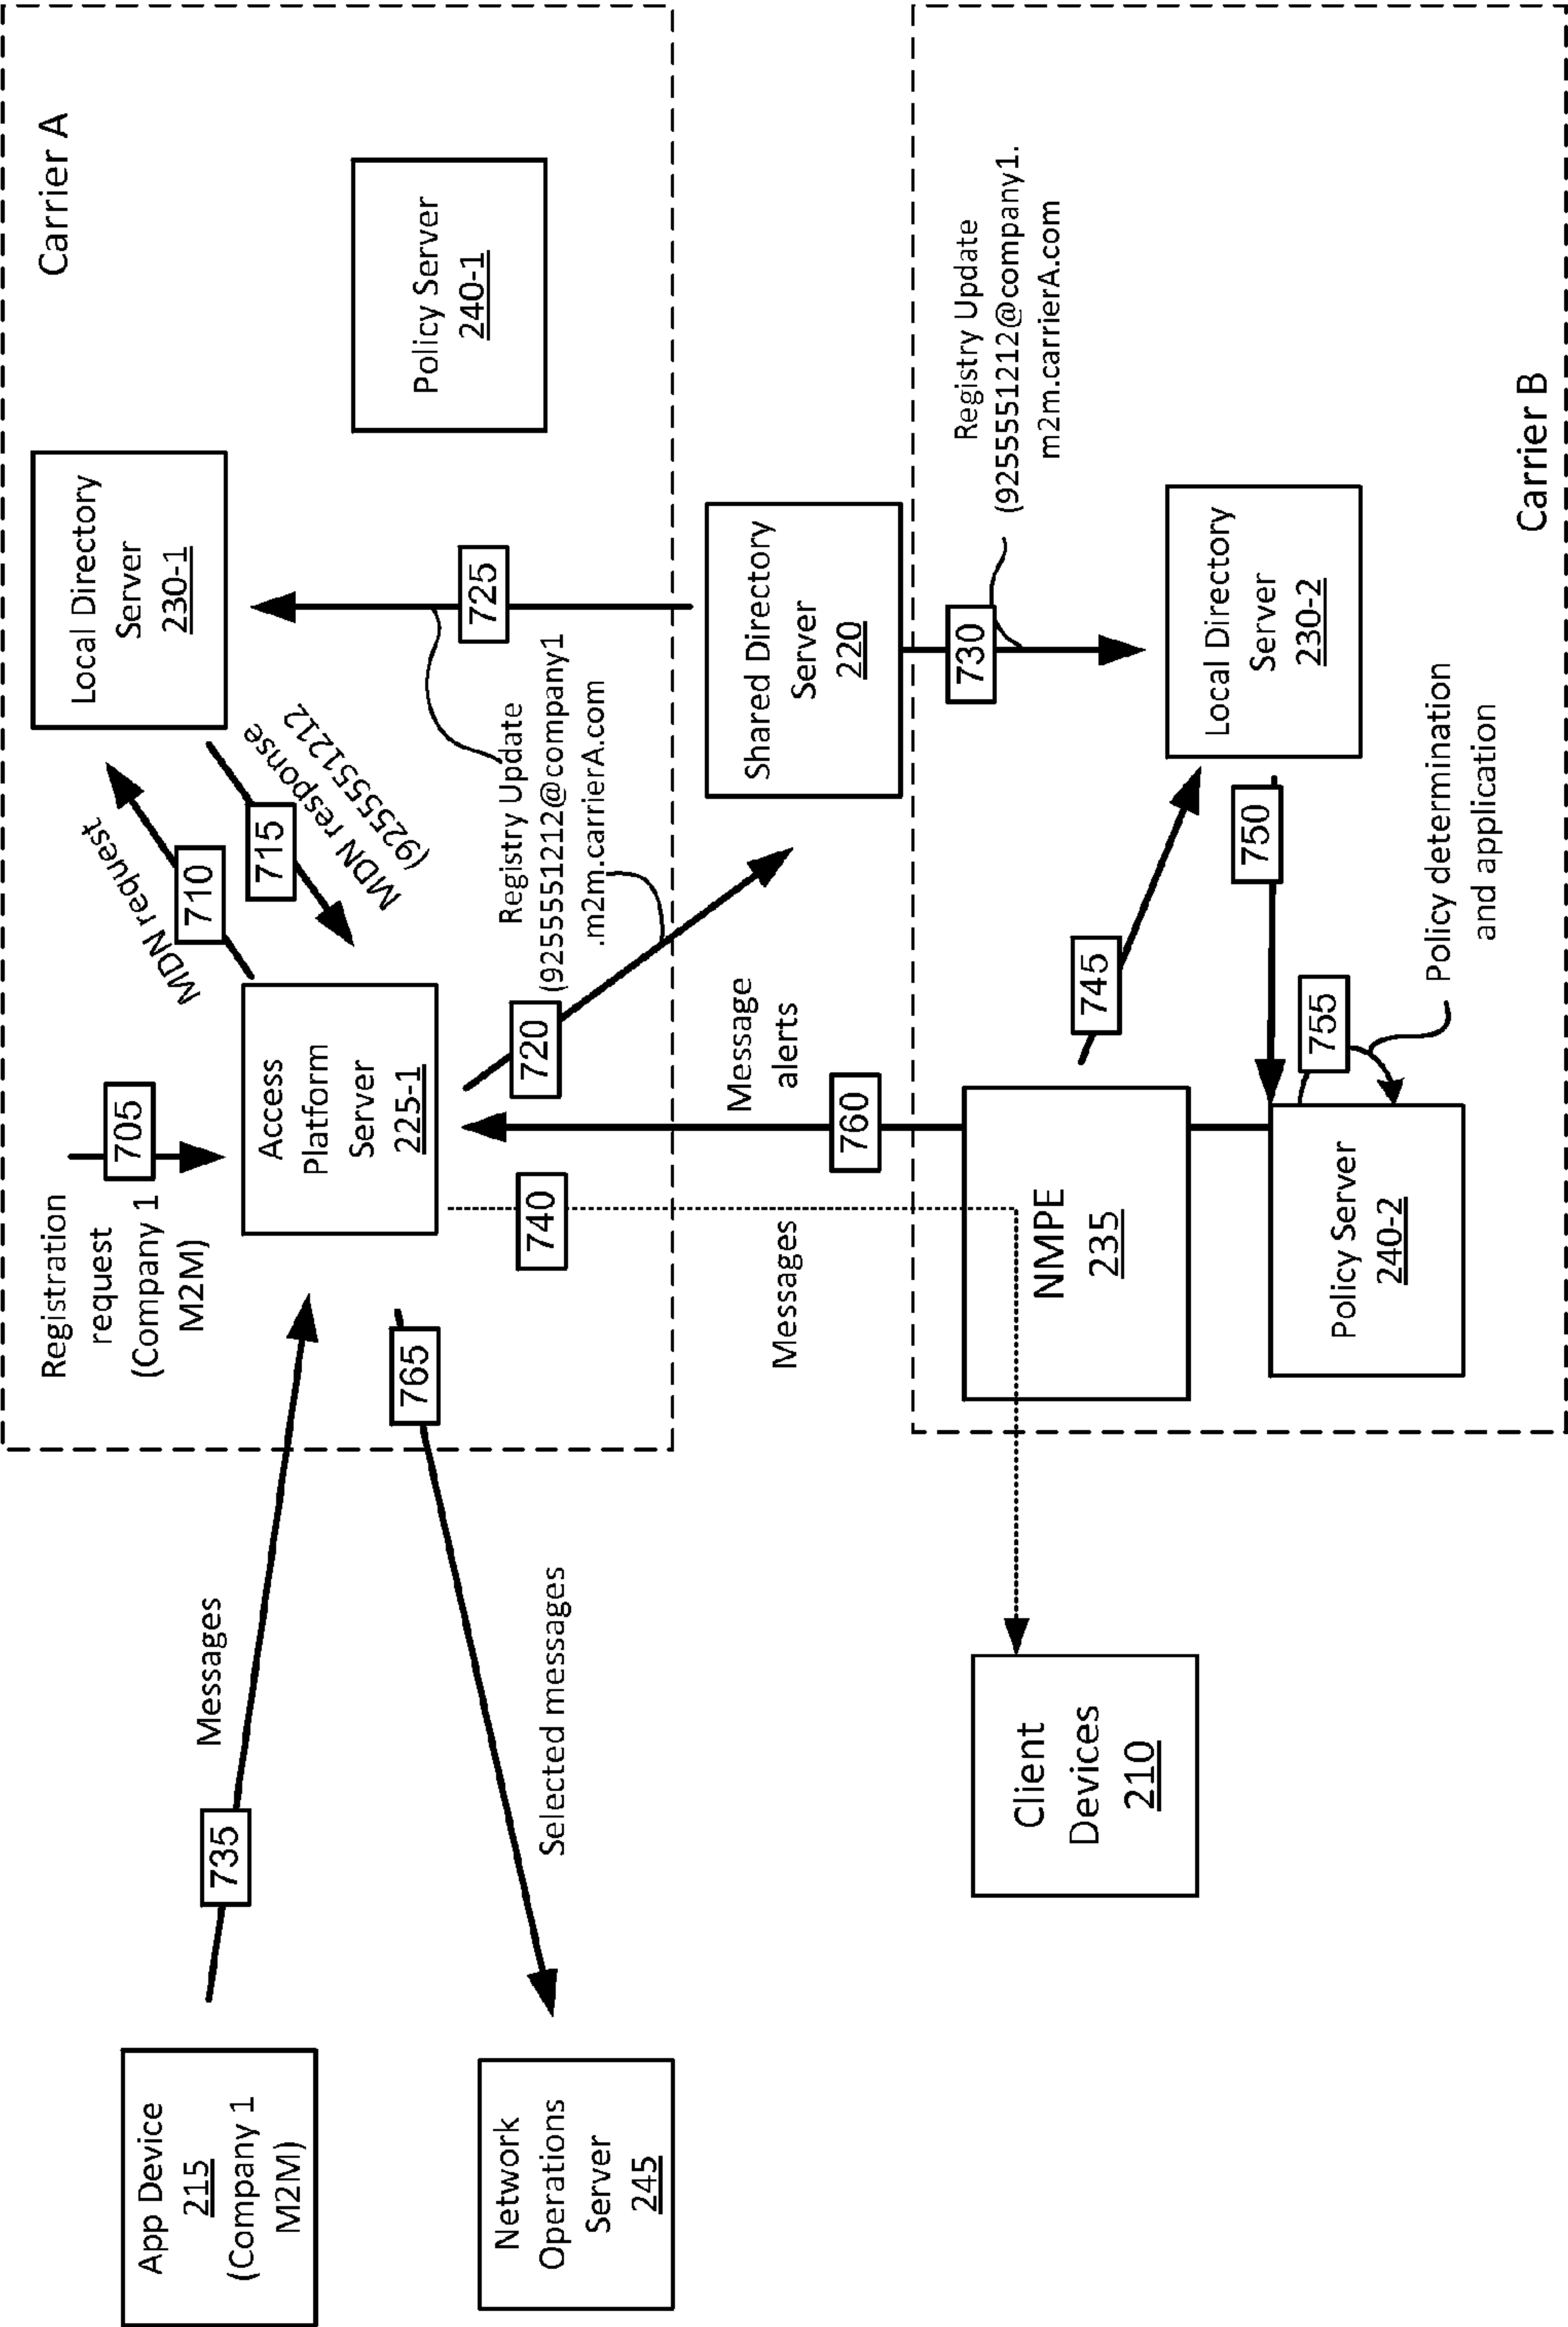 Carrier A
Registration
request
(Company 1
M2M)
705
MDN request
710
715
MDN response
(9255551212
Local Directory
Server
230-1
Access
Platform
Server
225-1
Policy Server
240-1
App Device
215
(Company 1
M2M)
735
Messages
765
Selected messages
Network
Operations
Server
245
720
Registry Update
(9255551212@company1
.m2m.carrierA.com
725
740
Messages
760
Message
alerts
Shared Directory
Server
220
730
Registry Update
(9255551212@company1.
m2m.carrierA.com
Client
Devices
210
NMPE
235
745
750
Local Directory
Server
230-2
Policy Server
240-2
755
Policy determination
and application
Carrier B